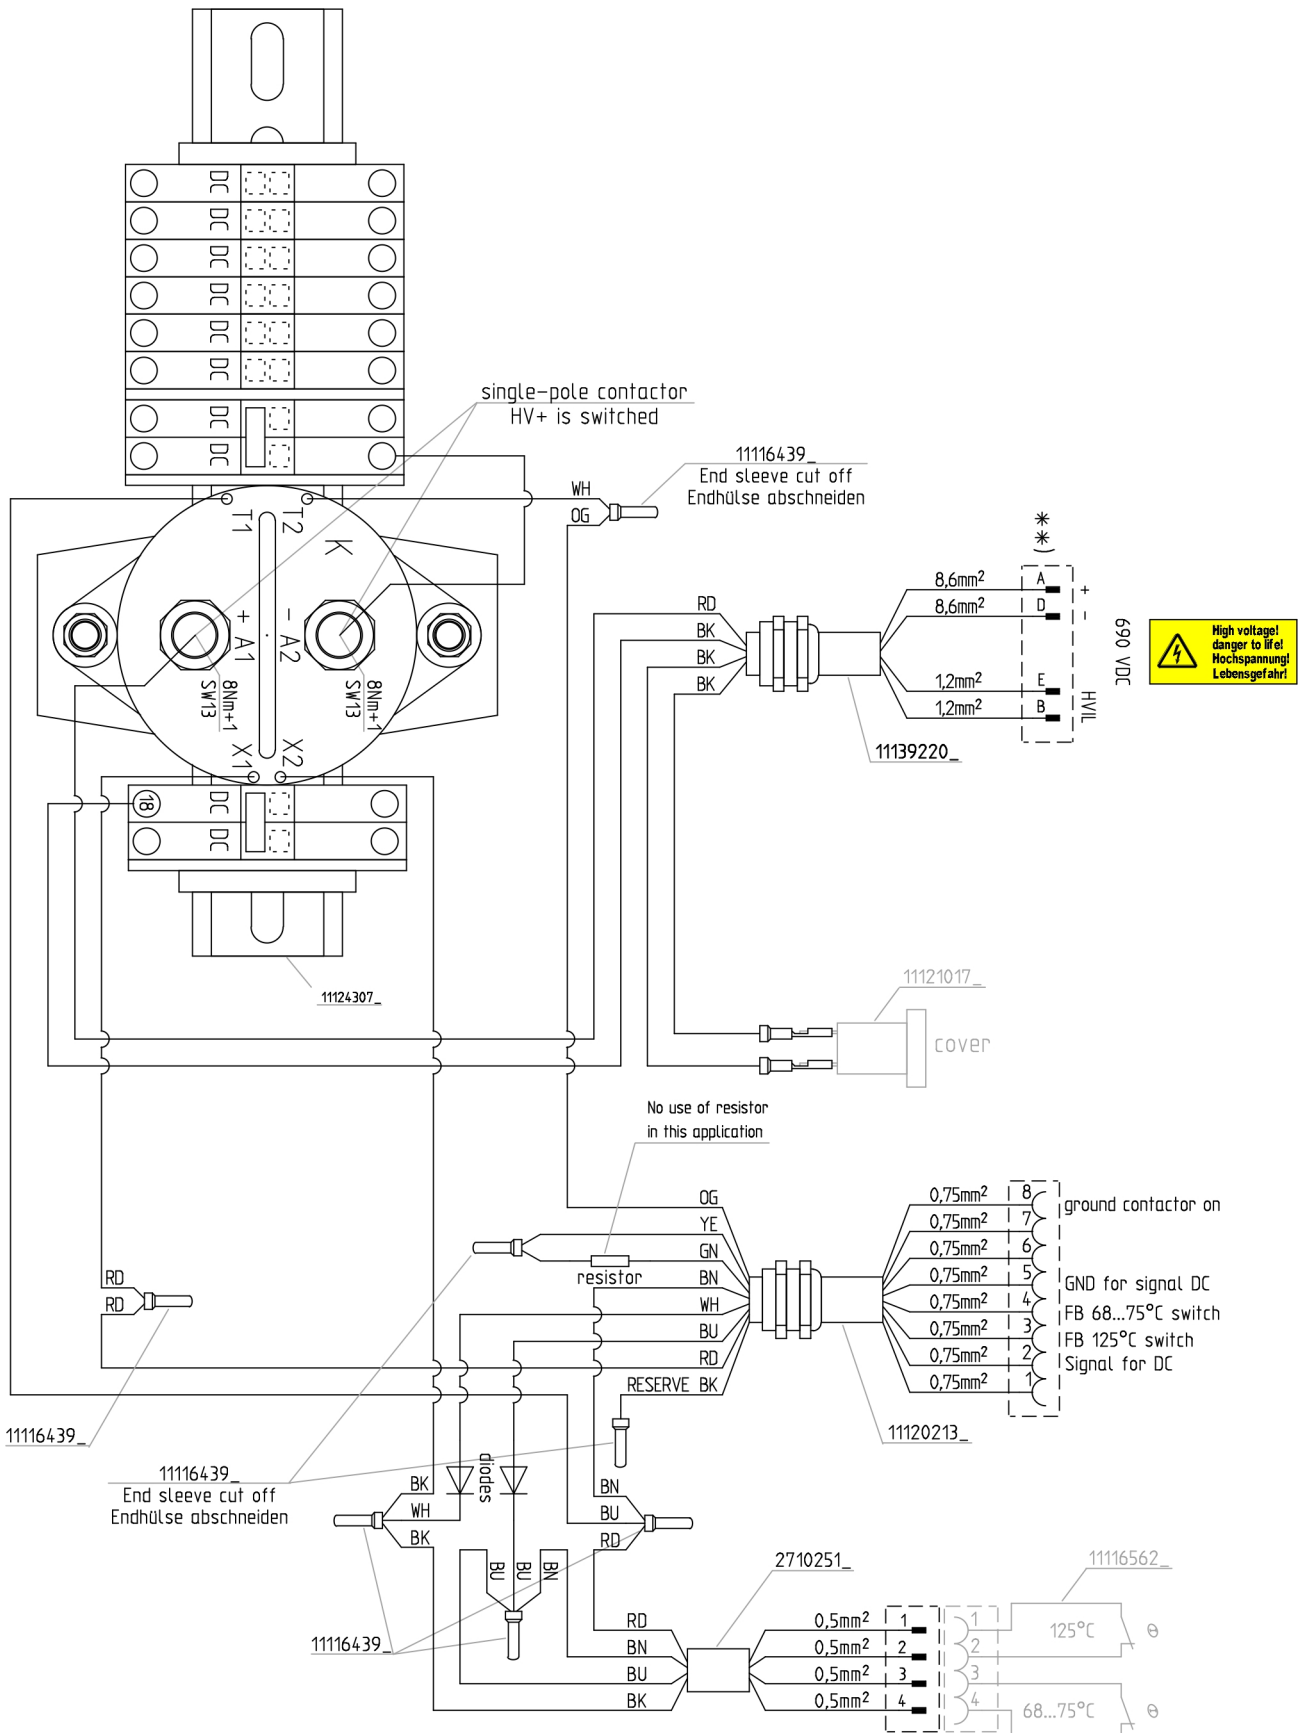 DC
DC
DC
DC
DC
DC
DC
DC
single-pole contactor
HV+ is switched
11116439_
End sleeve cut off
Endhülse abschneiden
WH
OG
T1
T2
K
+ A1
- A2
8Nm+1
SW13
8Nm+1
SW13
X1
X2
18
DC
DC
11124307_
RD
BK
BK
BK
8,6mm²
8,6mm²
1,2mm²
1,2mm²
**)
A
D
E
B
+
-
690 VDC
HVIL
High voltage!
danger to life!
Hochspannung!
Lebensgefahr!
11139220_
11121017_
cover
No use of resistor
in this application
OG
YE
GN
resistor
BN
WH
BU
RD
RESERVE BK
0,75mm²
0,75mm²
0,75mm²
0,75mm²
0,75mm²
0,75mm²
0,75mm²
0,75mm²
8
7
6
5
4
3
2
1
ground contactor on
GND for signal DC
FB 68...75°C switch
FB 125°C switch
Signal for DC
11120213_
RD
RD
11116439_
11116439_
End sleeve cut off
Endhülse abschneiden
diodes
BK
WH
BK
BN
BU
RD
BU
BU
BN
11116439_
2710251_
RD
BN
BU
BK
0,5mm²
0,5mm²
0,5mm²
0,5mm²
1
2
3
4
1
2
3
4
11116562_
125°C
θ
68...75°C
θ